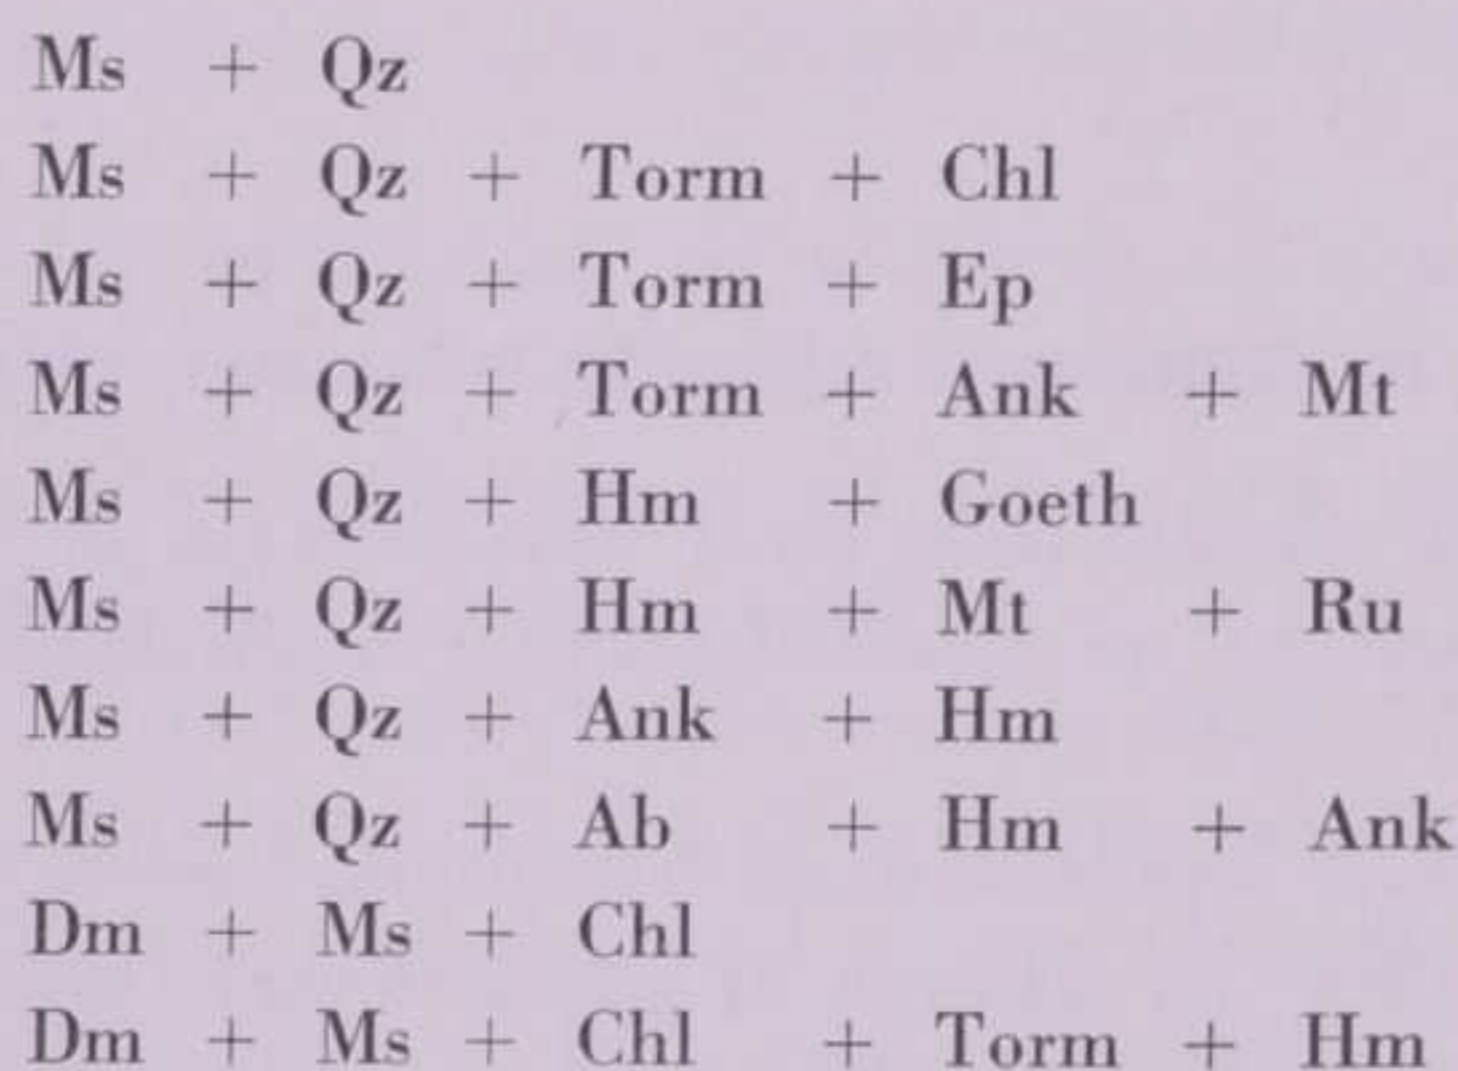 Ms + Qz
Ms + Qz + Torm + Chl
Ms + Qz + Torm + Ep
Ms + Qz + Torm + Ank + Mt
Ms + Qz + Hm + Goeth
Ms + Qz + Hm + Mt + Ru
Ms + Qz + Ank + Hm
Ms + Qz + Ab + Hm + Ank
Dm + Ms + Chl
Dm + Ms + Chl + Torm + Hm